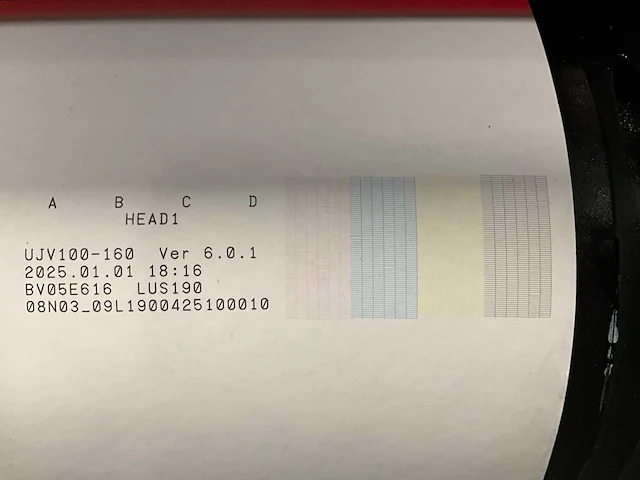 A B C D
HEAD1
UJV100-160 Ver 6.0.1
2025.01.01 18:16
BV05E616 LUS190
08N03_09L1900425100010